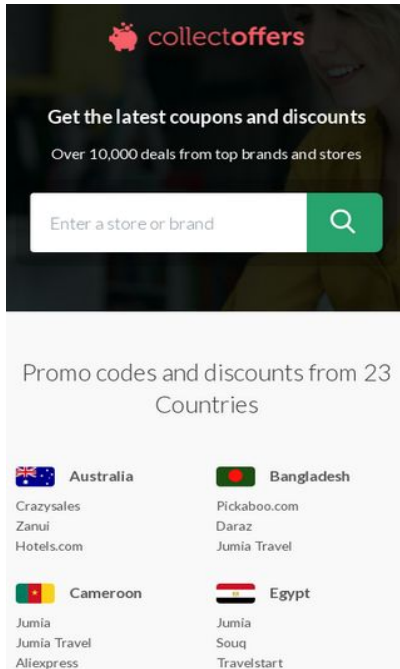 collectoffers
Get the latest coupons and discounts
Over 10,000 deals from top brands and stores
Enter a store or brand
Promo codes and discounts from 23
Countries
Australia
Crazysales
Zanui
Hotels.com
Bangladesh
Pickaboo.com
Daraz
Jumia Travel
Cameroon
Jumia
Jumia Travel
Aliexpress
Egypt
Jumia
Souq
Travelstart